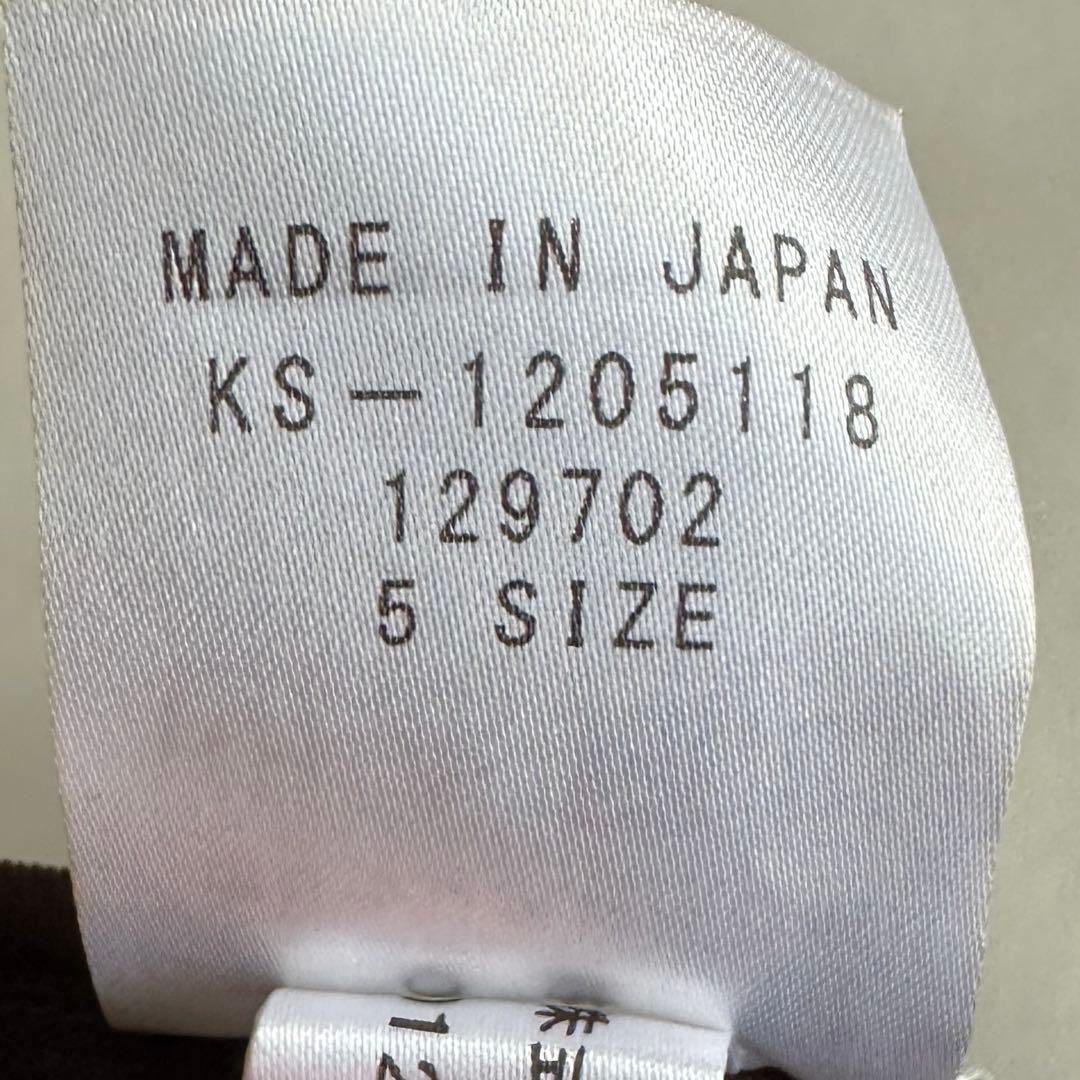 MADE IN JAPAN
KS-1205118
129702
5 SIZE